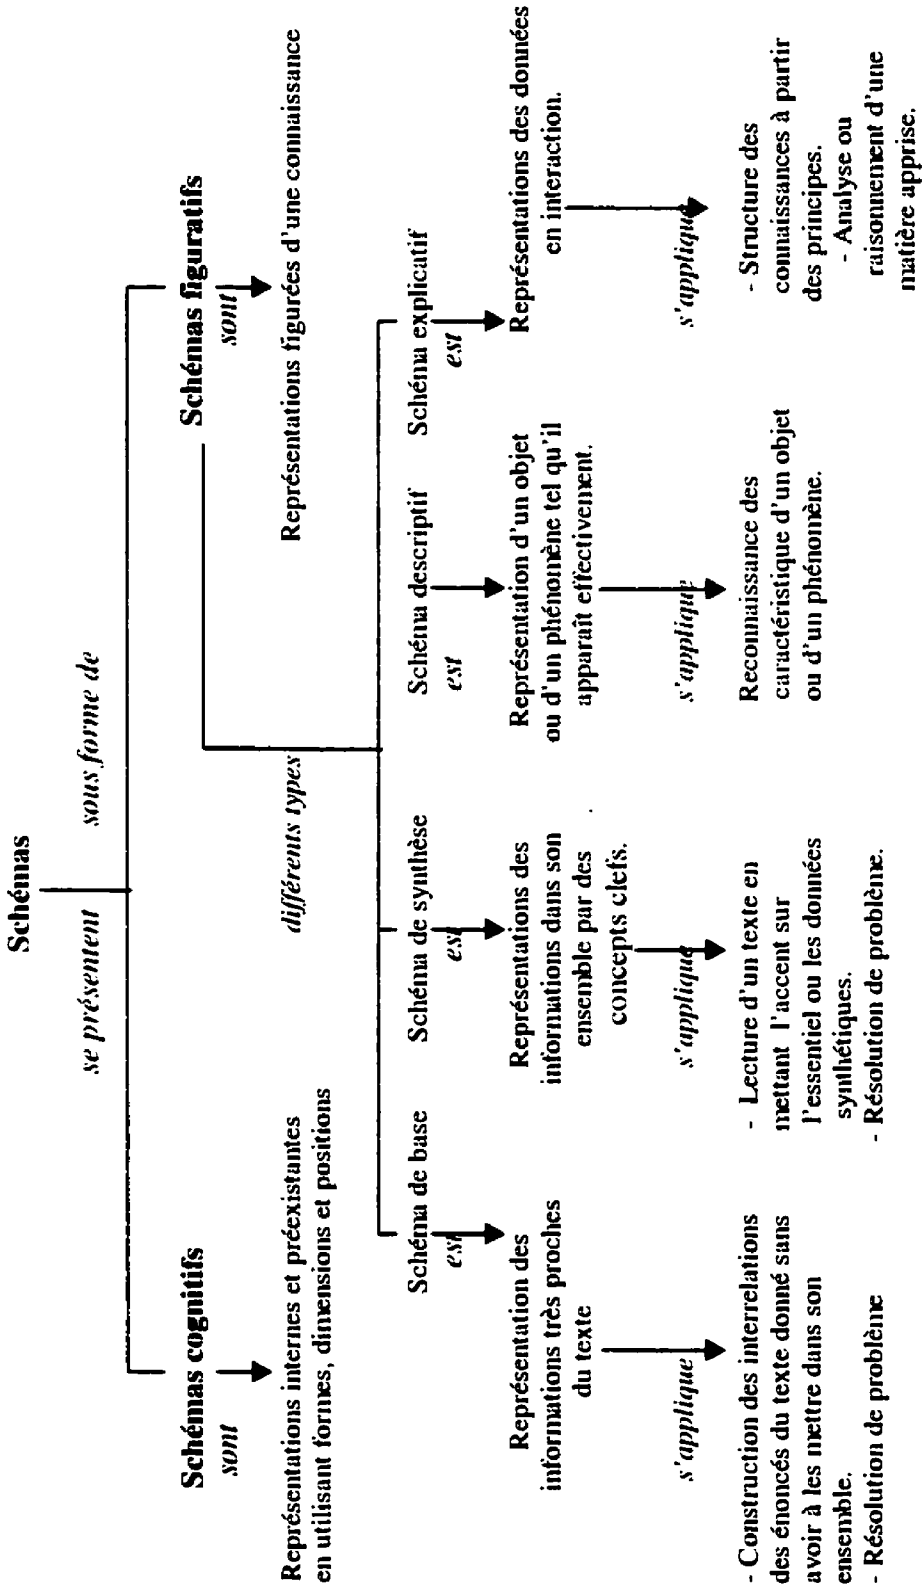 Schémas
se présentent sous forme de
Schémas cognitifs
sont
Représentations internes et préexistantes
en utilisant formes, dimensions et positions
Schémas figuratifs
sont
Représentations figurées d'une connaissance
différents types
Schéma de base
est
Représentation des
informations très proches
du texte
s'applique
- Construction des interrelations
des énoncés du texte donné sans
avoir à les mettre dans son
ensemble.
- Résolution de problème
Schéma de synthèse
est
Représentations des
informations dans son
ensemble par des
concepts clefs.
s'applique
- Lecture d'un texte en
mettant l'accent sur
l'essentiel ou les données
synthétiques.
- Résolution de problème.
Schéma descriptif
est
Représentation d'un objet
ou d'un phénomène tel qu'il
apparaît effectivement.
s'applique
Reconnaissance des
caractéristique d'un objet
ou d'un phénomène.
Schéma explicatif
est
Représentations des données
en interaction.
s'applique
- Structure des
connaissances à partir
des principes.
- Analyse ou
raisonnement d'une
matière apprise.